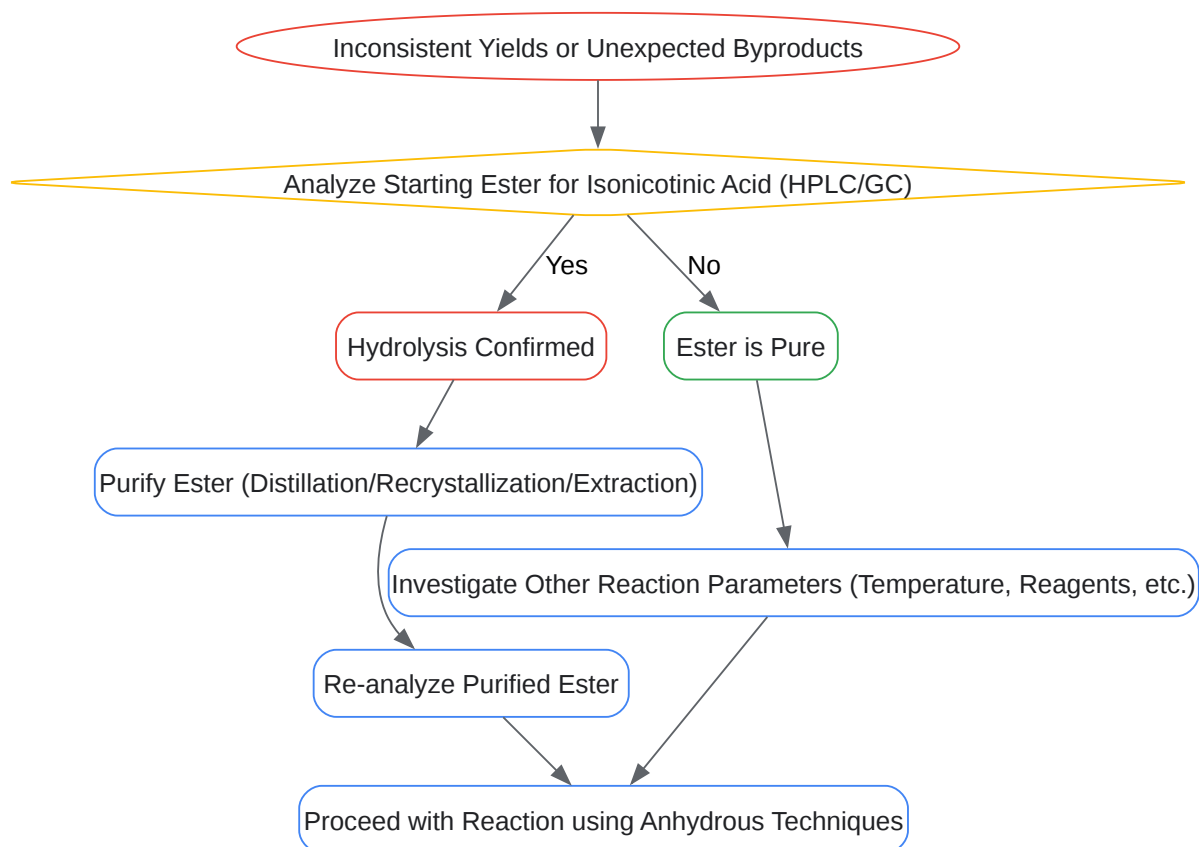 Inconsistent Yields or Unexpected Byproducts
Analyze Starting Ester for Isonicotinic Acid (HPLC/GC)
Yes
No
Hydrolysis Confirmed
Ester is Pure
Purify Ester (Distillation/Recrystallization/Extraction)
Investigate Other Reaction Parameters (Temperature, Reagents, etc.)
Re-analyze Purified Ester
Proceed with Reaction using Anhydrous Techniques